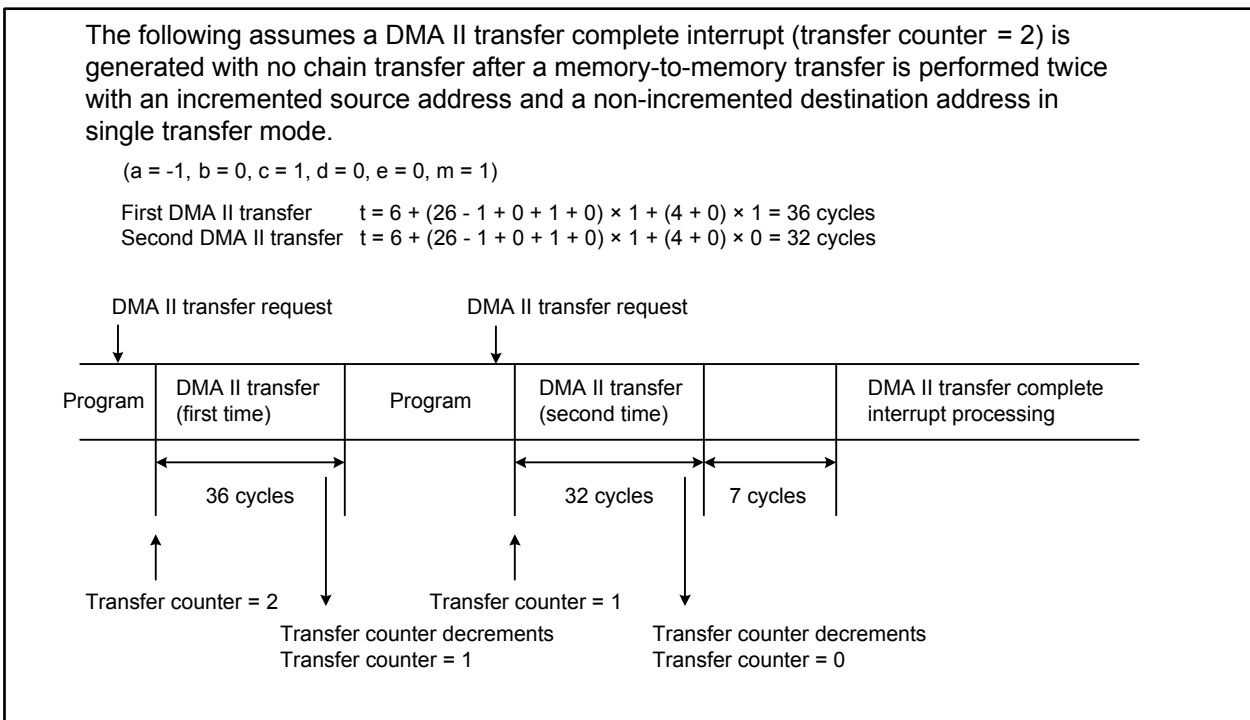 The following assumes a DMA II transfer complete interrupt (transfer counter = 2) is
generated with no chain transfer after a memory-to-memory transfer is performed twice
with an incremented source address and a non-incremented destination address in
single transfer mode.
(a = -1, b = 0, c = 1, d = 0, e = 0, m = 1)
First DMA II transfer t = 6 + (26 - 1 + 0 + 1 + 0) × 1 + (4 + 0) × 1 = 36 cycles
Second DMA II transfer t = 6 + (26 - 1 + 0 + 1 + 0) × 1 + (4 + 0) × 0 = 32 cycles
DMA II transfer request
DMA II transfer request
Program
DMA II transfer
(first time)
Program
DMA II transfer
(second time)
DMA II transfer complete
interrupt processing
36 cycles
32 cycles
7 cycles
Transfer counter = 2
Transfer counter = 1
Transfer counter decrements
Transfer counter = 1
Transfer counter decrements
Transfer counter = 0